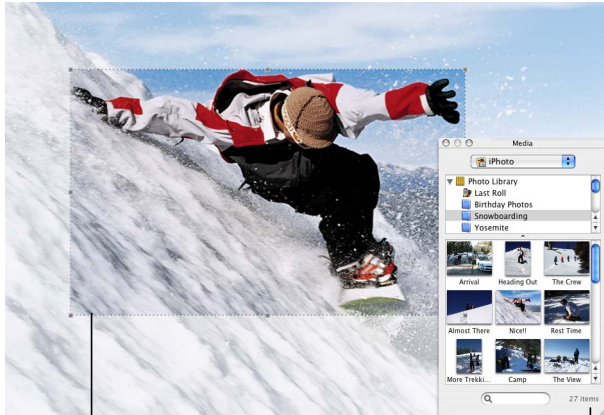 Media
iPhoto
Photo Library
Last Roll
Birthday Photos
Snowboarding
Yosemite
Arrival
Heading Out
The Crew
Almost There
Nice!!
Rest Time
More Trekki...
Camp
The View
27 items